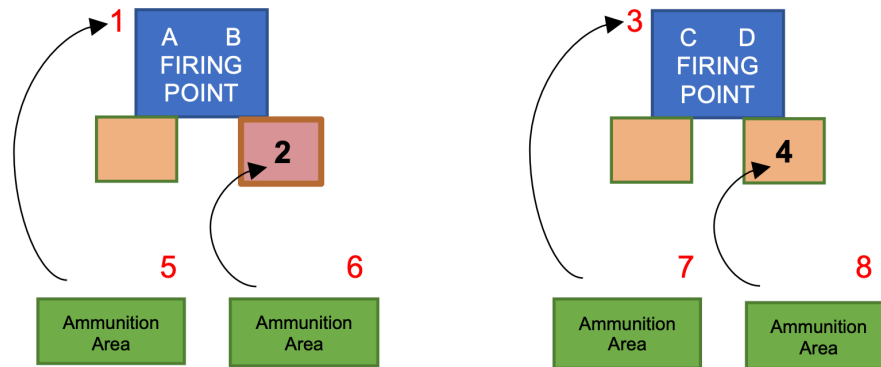 1
A B
FIRING
POINT
3
C D
FIRING
POINT
2
4
5
6
7
8
Ammunition
Area
Ammunition
Area
Ammunition
Area
Ammunition
Area